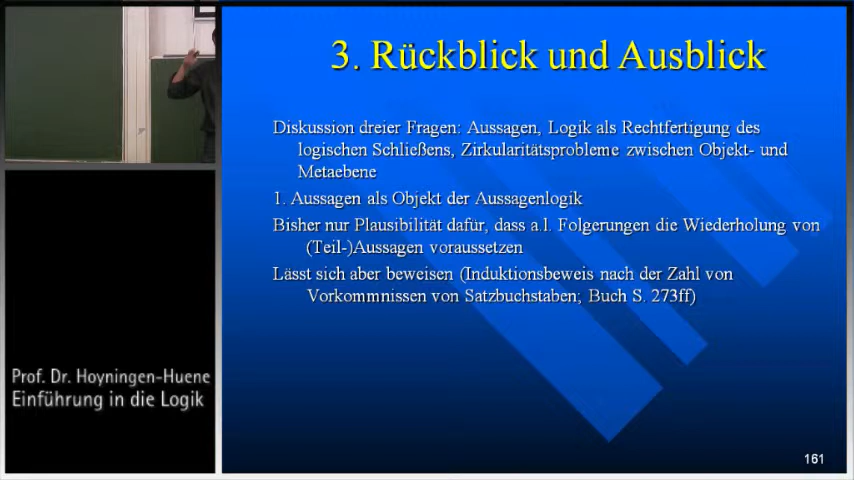 3. Rückblick und Ausblick
Diskussion dreier Fragen: Aussagen, Logik als Rechtfertigung des
logischen Schließens, Zirkularitätsprobleme zwischen Objekt- und
Metaebene
1. Aussagen als Objekt der Aussagenlogik
Bisher nur Plausibilität dafür, dass a.l. Folgerungen die Wiederholung von
(Teil-)Aussagen voraussetzen
Lässt sich aber beweisen (Induktionsbeweis nach der Zahl von
Vorkommnissen von Satzbuchstaben; Buch S. 273ff)
Prof. Dr. Hoyningen-Huene
Einführung in die Logik
161